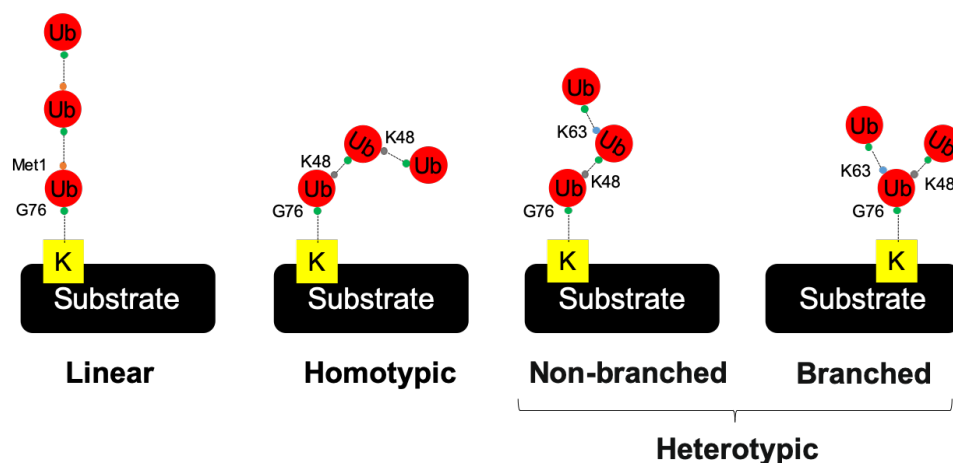 Ub
Ub
Met1
Ub
G76
K
Substrate
Linear
K48
Ub
K48
Ub
Ub
G76
K
Substrate
Homotypic
Ub
K63
Ub
K48
Ub
G76
K
Substrate
Non-branched
Ub
Ub
K63
Ub
K48
G76
K
Substrate
Branched
Heterotypic